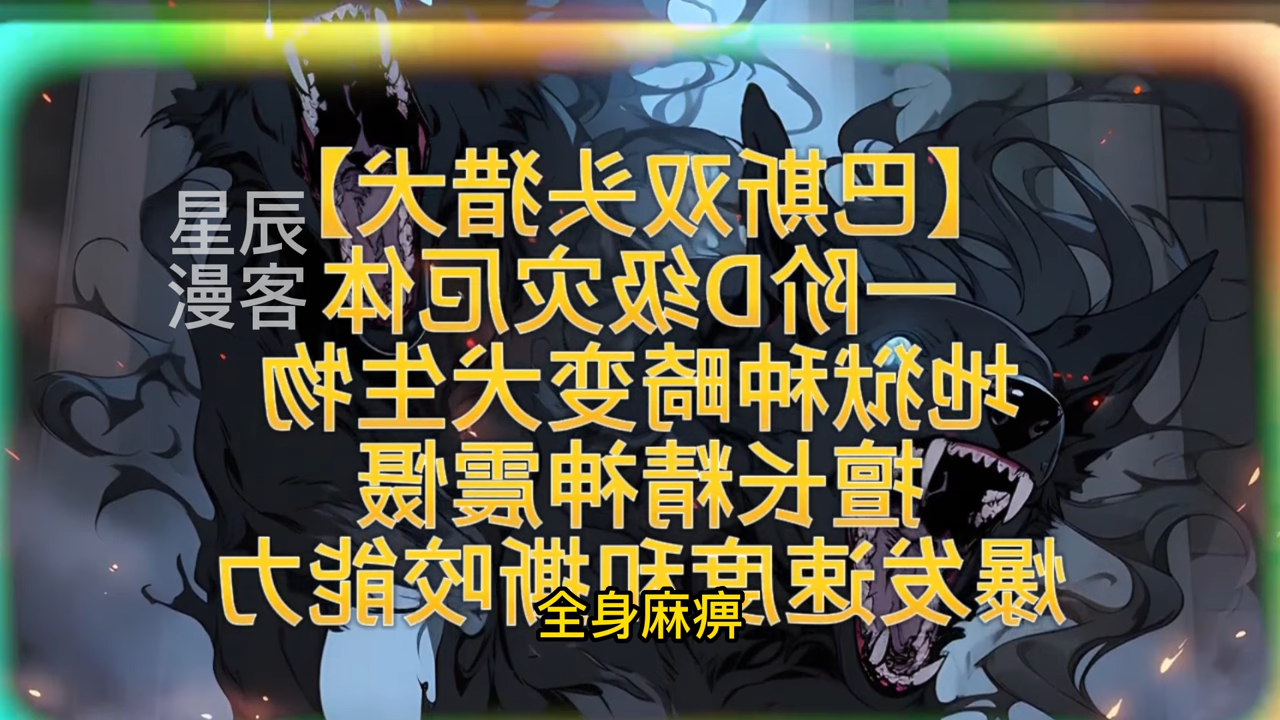 星辰
漫客
【巴斯双头猎犬】
一阶D级灾厄体
地狱种畸变犬生物
擅长精神震慑
爆发速度和撕咬能力
全身麻痹